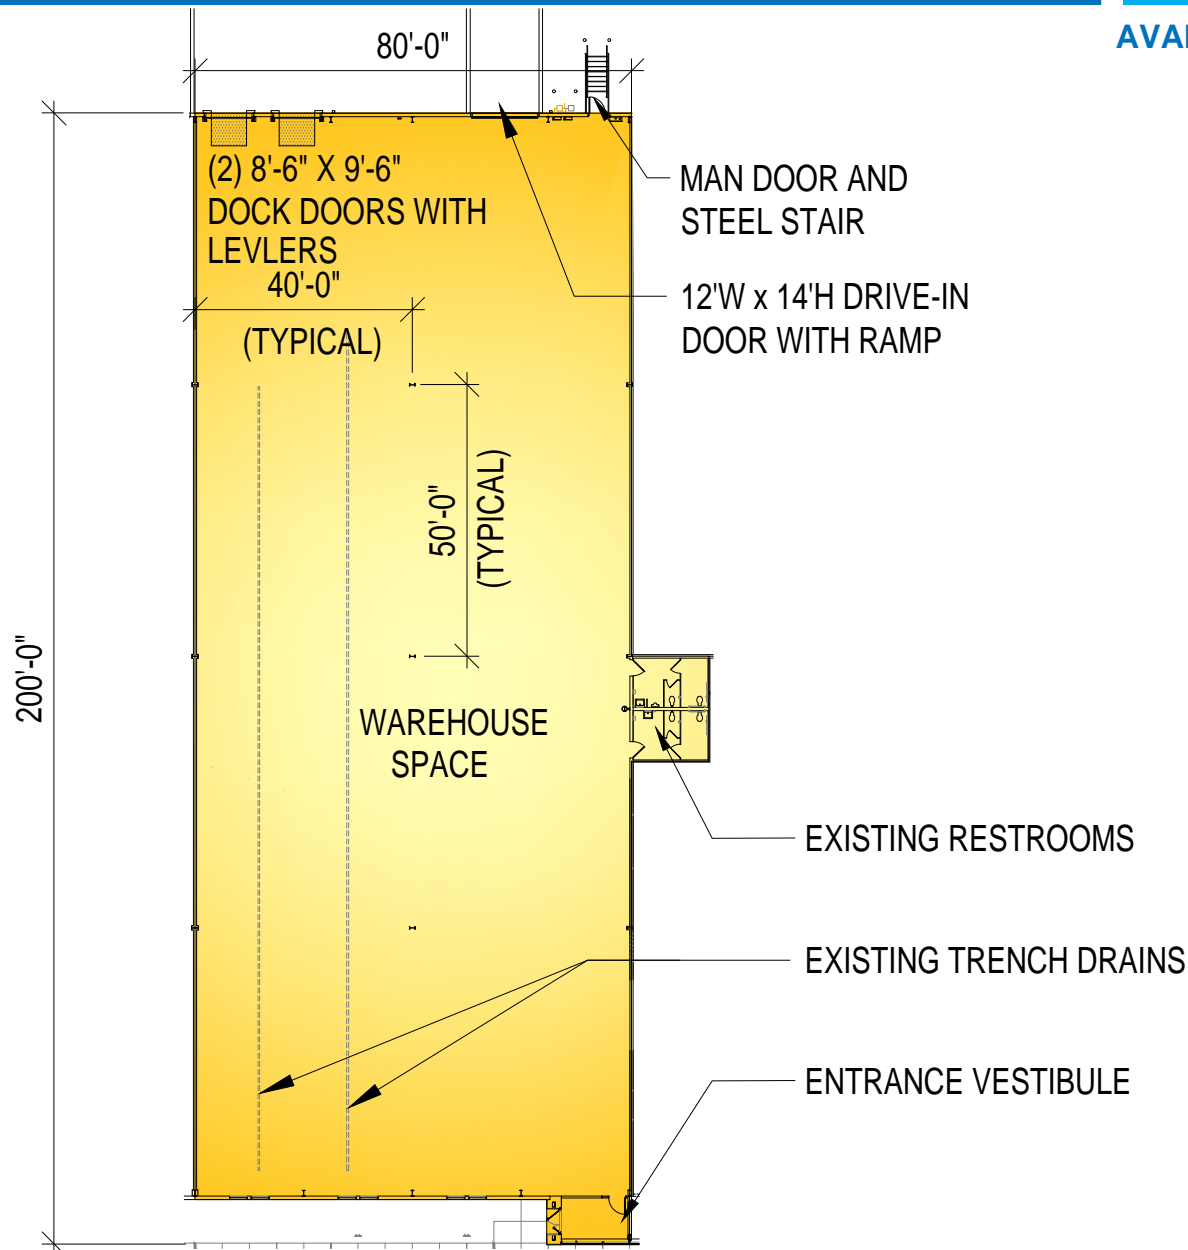 80'-0"
(2) 8'-6" X 9'-6"
DOCK DOORS WITH
LEVLERS
40'-0"
(TYPICAL)
MAN DOOR AND
STEEL STAIR
12'W x 14'H DRIVE-IN
DOOR WITH RAMP
50'-0"
(TYPICAL)
200'-0"
WAREHOUSE
SPACE
EXISTING RESTROOMS
EXISTING TRENCH DRAINS
ENTRANCE VESTIBULE